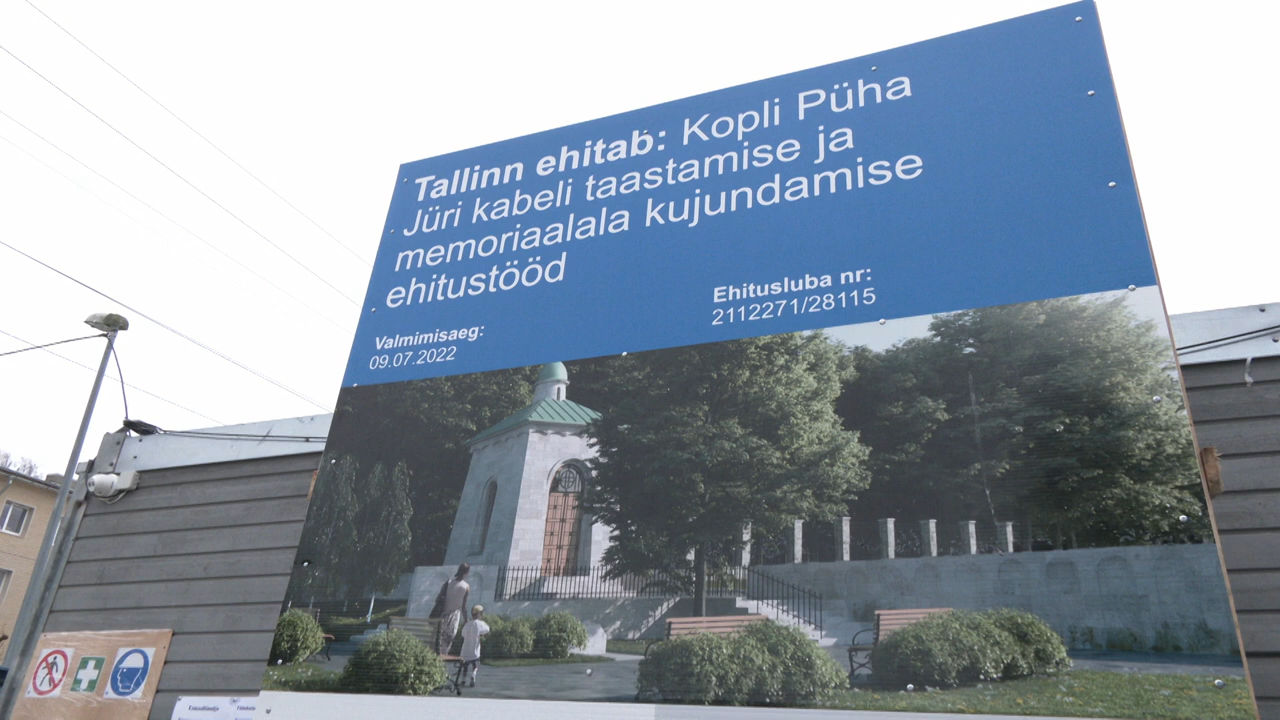 Tallinn ehitab: Kopli Püha
Jüri kabeli taastamise ja
memoriaalala kujundamise
ehitustööd
Valmimisaeg:
09.07.2022
Ehitusluba nr:
2112271/28115